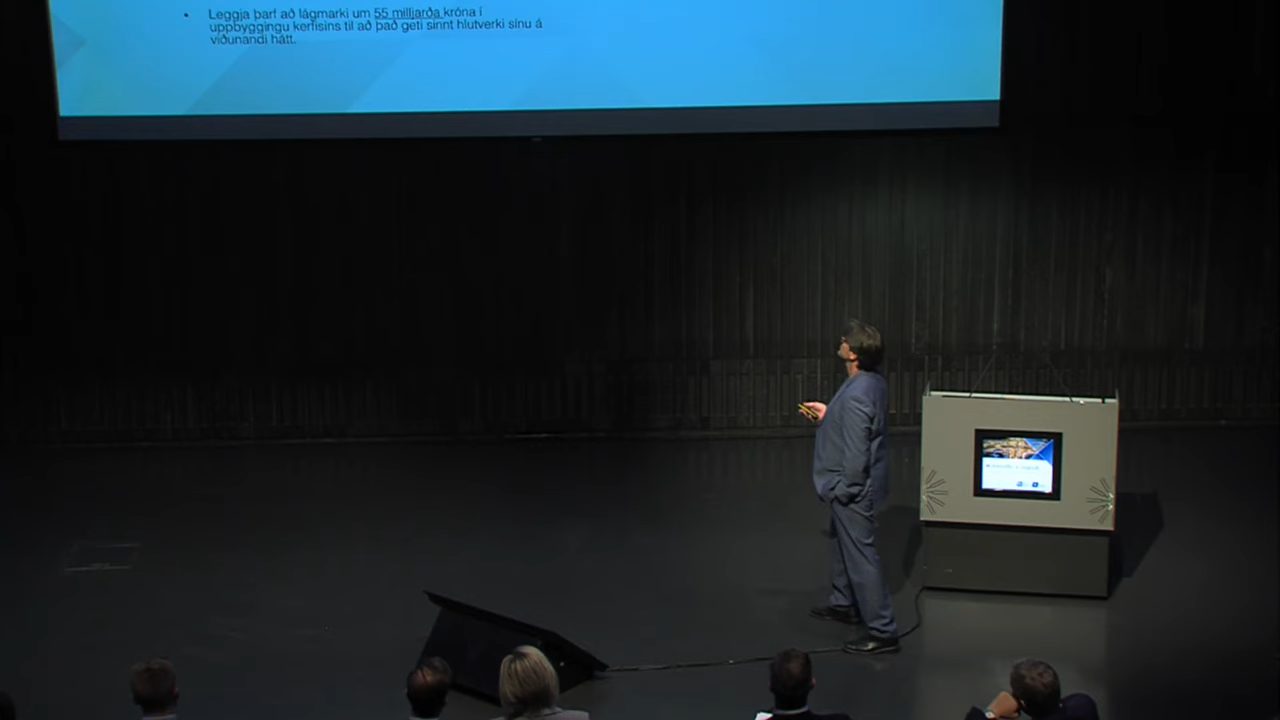 Leggja þarf að lágmarki um 55 milljarða króna í
uppbyggingu kerfisins til að það geti sinnt hlutverki sínu á
viðunandi hátt.